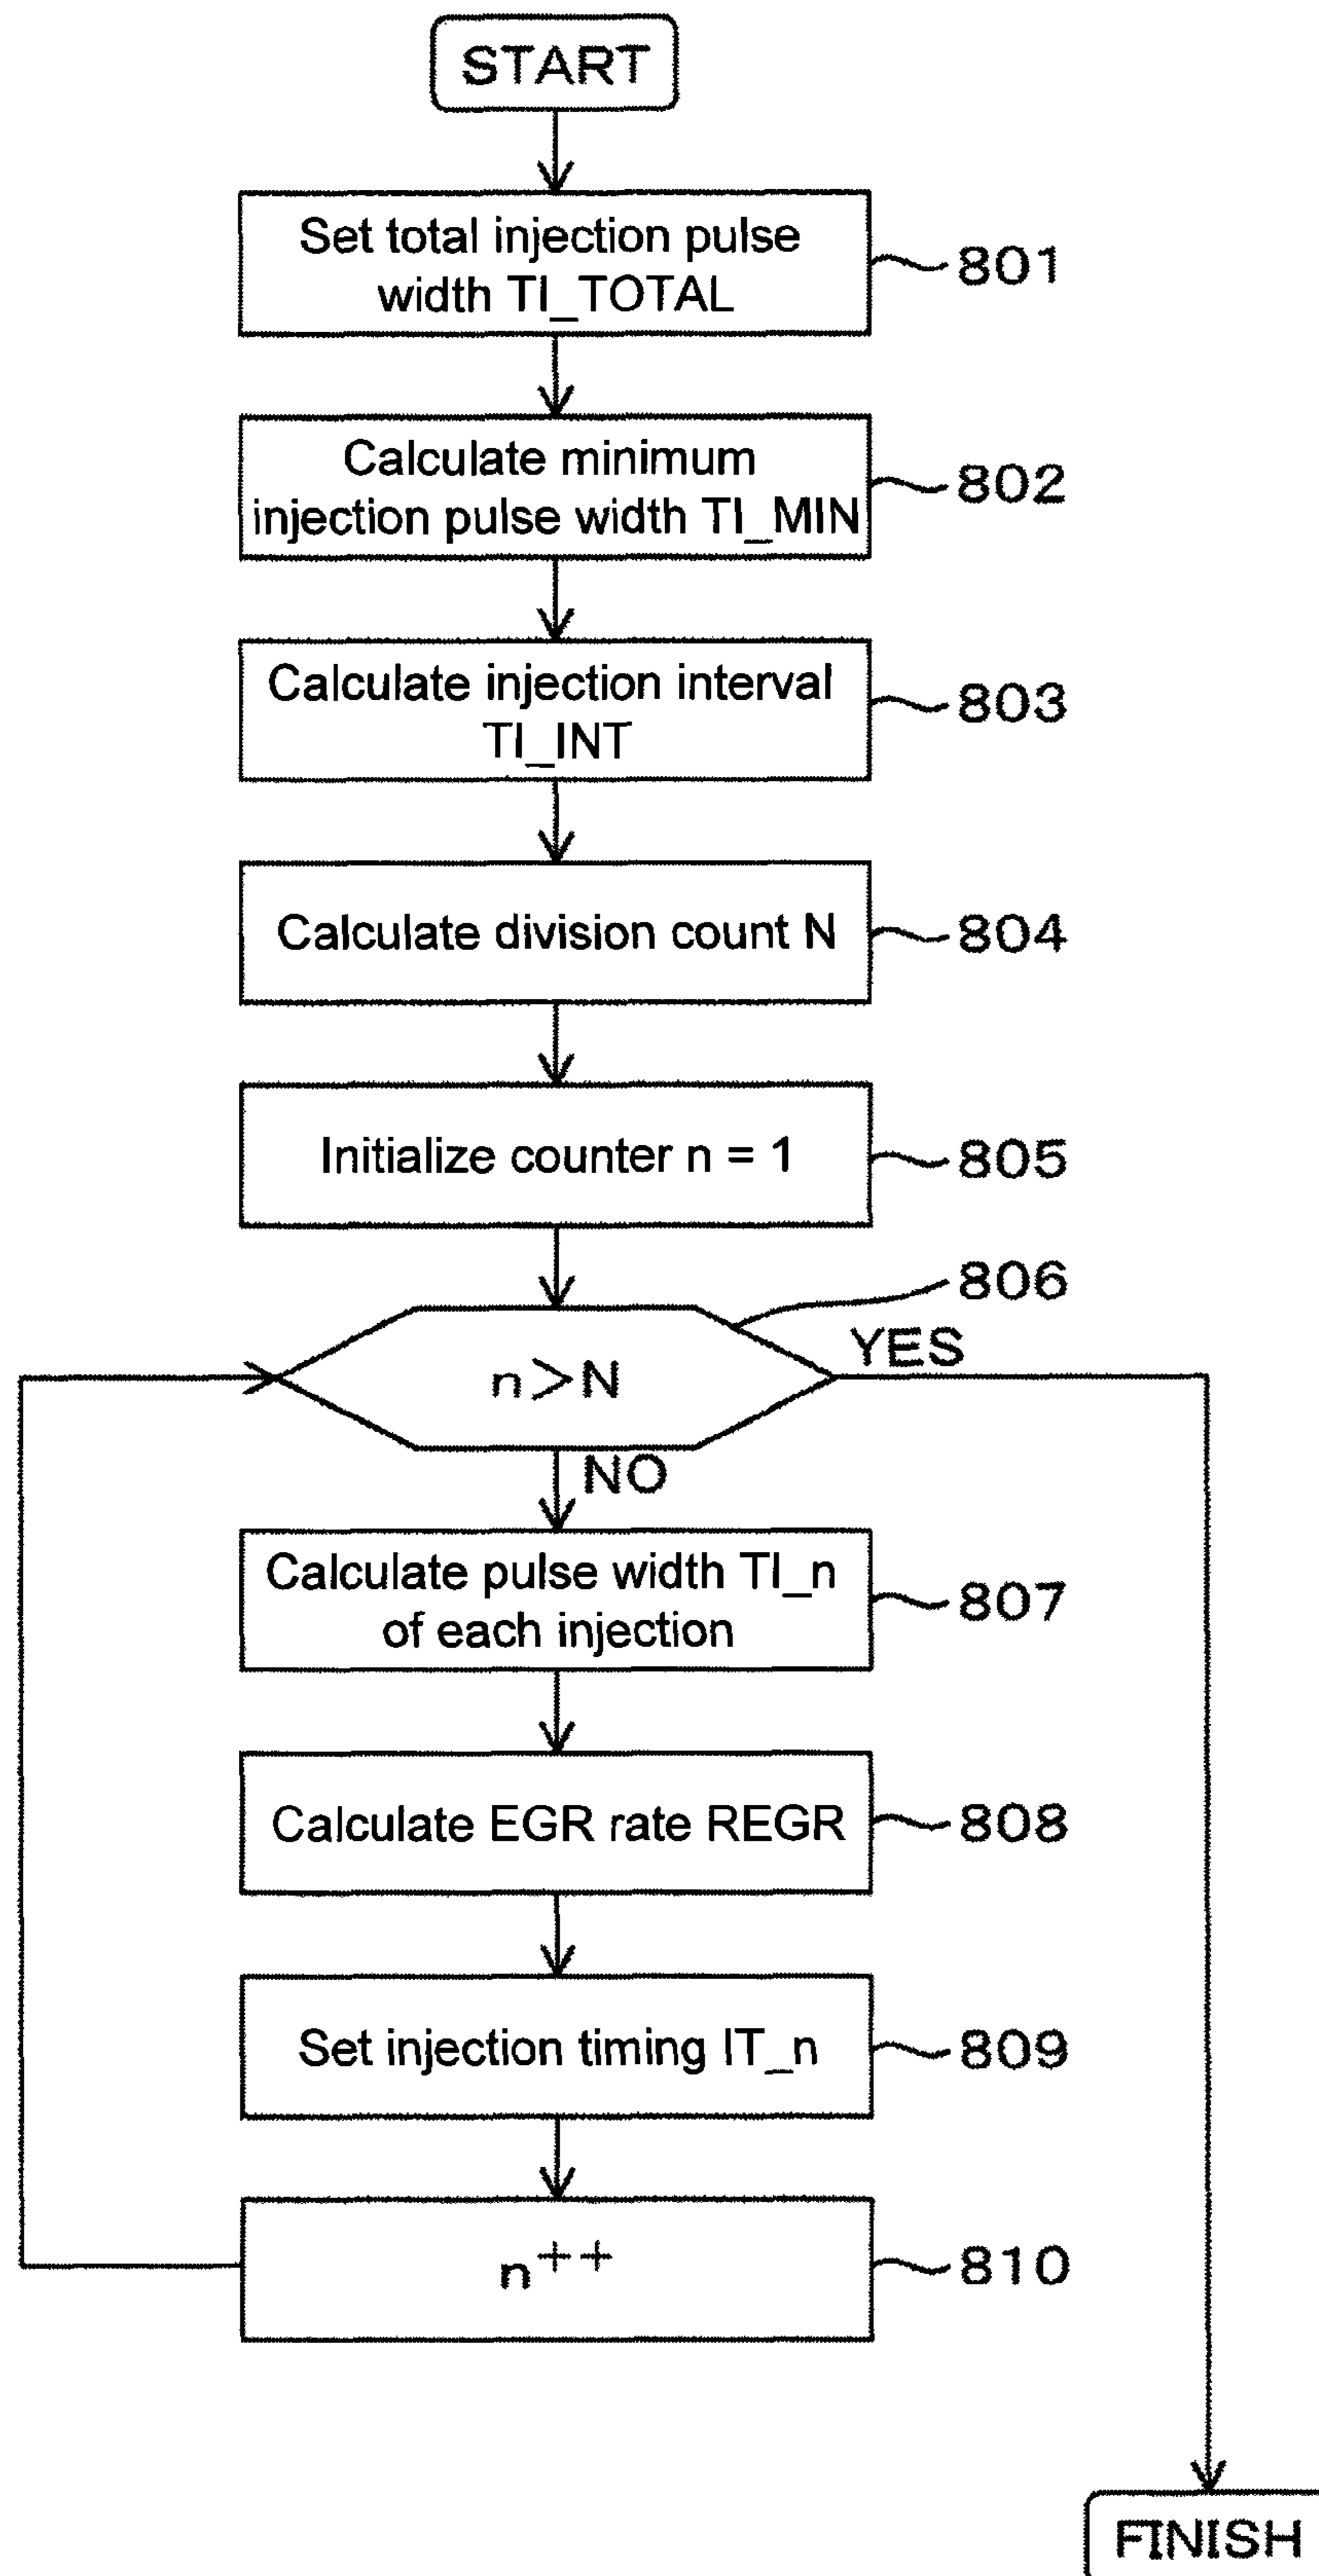 START
Set total injection pulse
width TI_TOTAL
801
Calculate minimum
injection pulse width TI_MIN
802
Calculate injection interval
TI_INT
803
Calculate division count N
804
Initialize counter n = 1
805
806
n>N
YES
NO
Calculate pulse width TI_n
of each injection
807
Calculate EGR rate REGR
808
Set injection timing IT_n
809
n++
810
FINISH